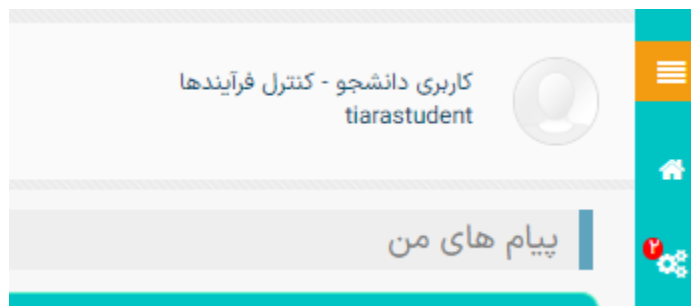 کاربری دانشجو - کنترل فرآیندها
tiarastudent
پیام های من
۲